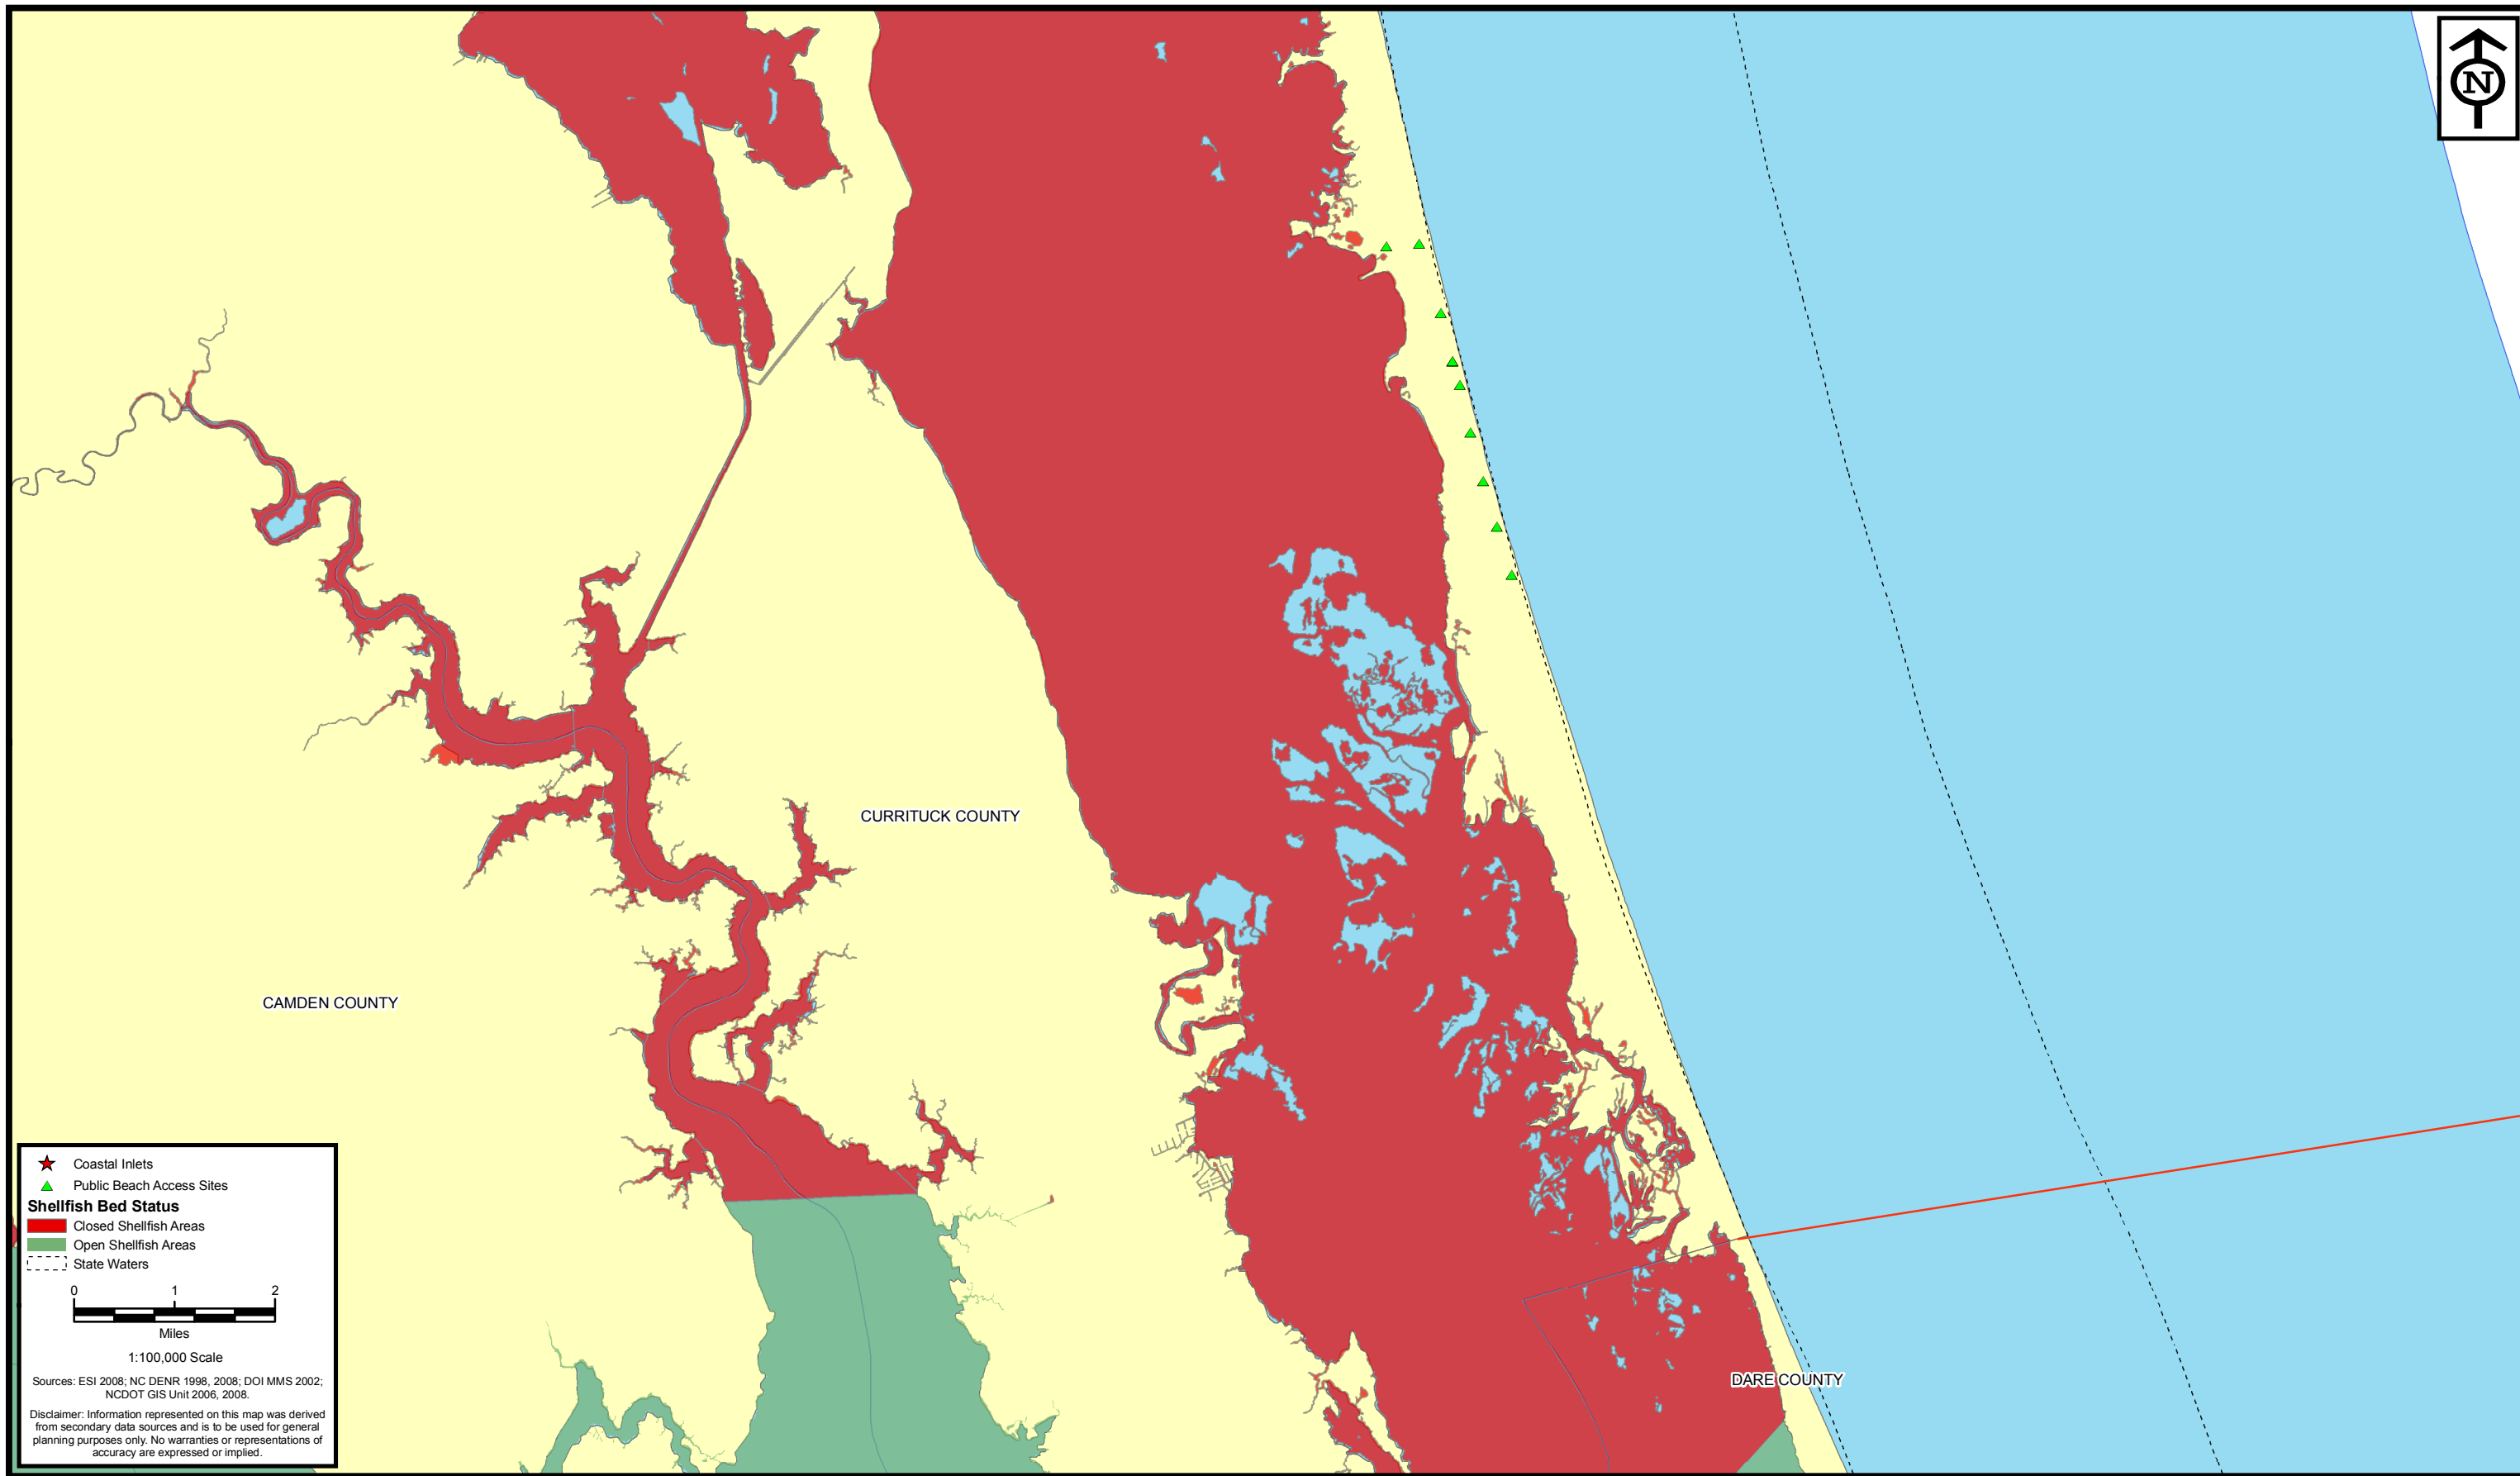 N
CURRITUCK COUNTY
CAMDEN COUNTY
DARE COUNTY
Coastal Inlets
Public Beach Access Sites
Shellfish Bed Status
Closed Shellfish Areas
Open Shellfish Areas
State Waters
0 1 2
Miles
1:100,000 Scale
Sources: ESI 2008; NC DENR 1998, 2008; DOI MMS 2002;
NCDOT GIS Unit 2006, 2008.
Disclaimer: Information represented on this map was derived
from secondary data sources and is to be used for general
planning purposes only. No warranties or representations of
accuracy are expressed or implied.